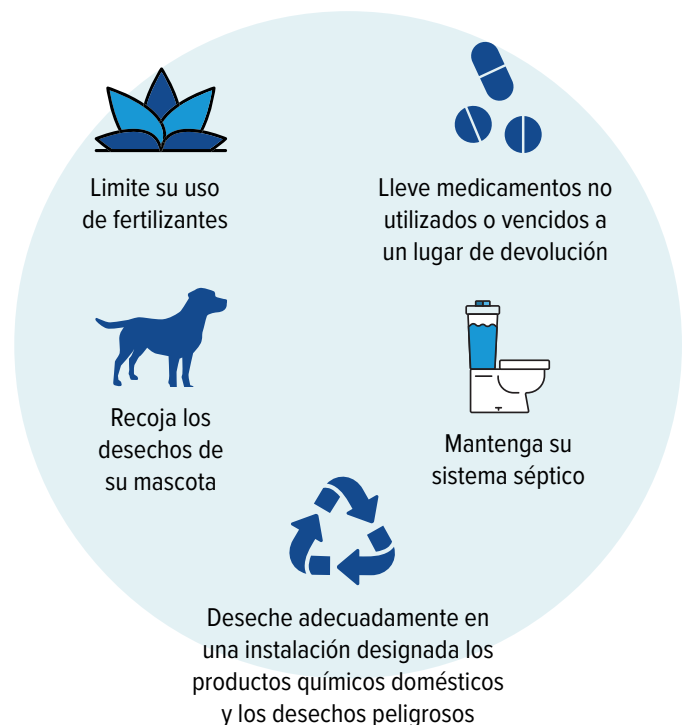 Limite su uso
de fertilizantes
Lleve medicamentos no
utilizados o vencidos a
un lugar de devolución
Recoja los
desechos de
su mascota
Mantenga su
sistema séptico
Deseche adecuadamente en
una instalación designada los
productos químicos domésticos
y los desechos peligrosos